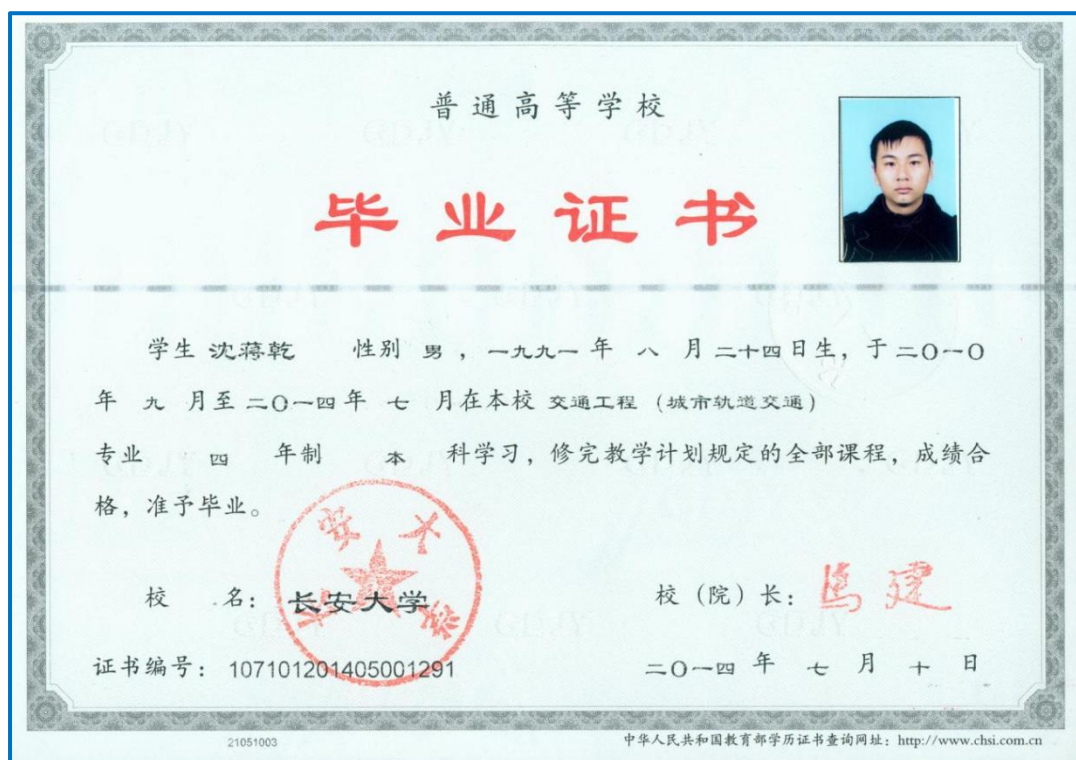 普通高等学校
毕业证书
学生 沈蒋乾 性别 男 ，一九九一 年 八 月 二十四 日生，于 二〇一〇
年 九 月至 二〇一四 年 七 月在本校 交通工程 （城市轨道交通）
专业 四 年制 本 科学习，修完教学计划规定的全部课程，成绩合
格，准予毕业。
校 名：长安大学
校（院）长：马建
证书编号：107101201405001291
二〇一四 年 七 月 十 日
21051003
中华人民共和国教育部学历证书查询网址：http://www.chsi.com.cn